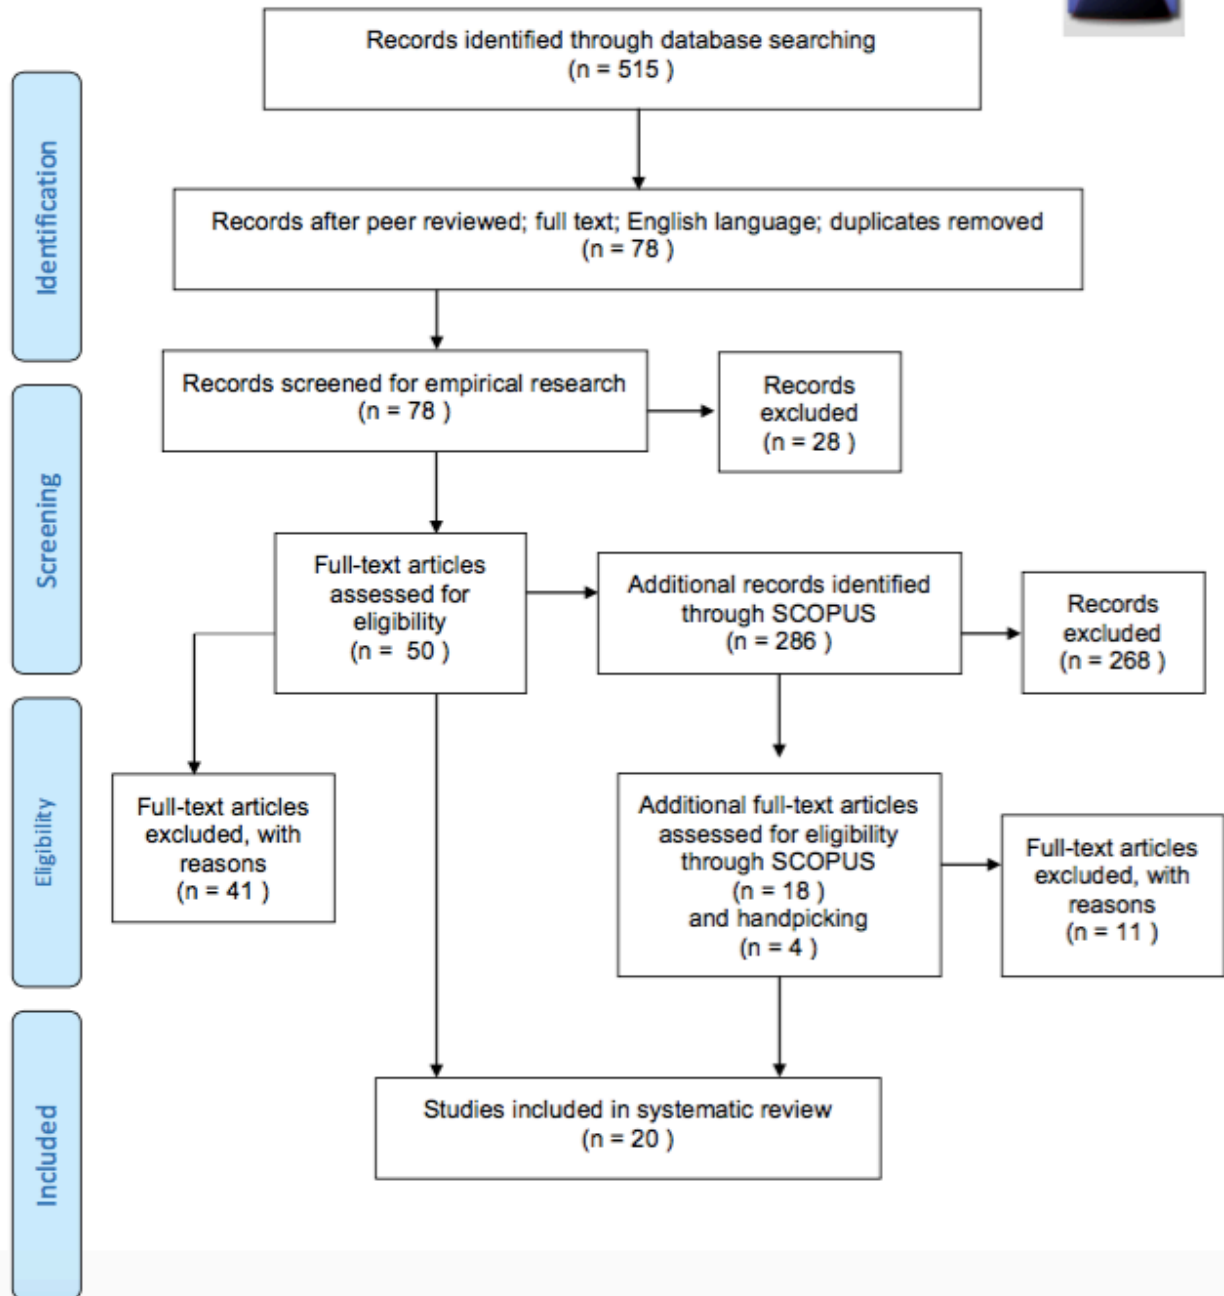 Records identified through database searching
(n = 515 )
Identification
Records after peer reviewed; full text; English language; duplicates removed
(n = 78 )
Records screened for empirical research
(n = 78 )
Records
excluded
(n = 28 )
Screening
Full-text articles
assessed for
eligibility
(n =  50 )
Additional records identified
through SCOPUS
(n = 286 )
Records
excluded
(n = 268 )
Eligibility
Full-text articles
excluded, with
reasons
(n = 41 )
Additional full-text articles
assessed for eligibility
through SCOPUS
(n = 18 )
and handpicking
(n = 4 )
Full-text articles
excluded, with
reasons
(n = 11 )
Included
Studies included in systematic review
(n = 20 )